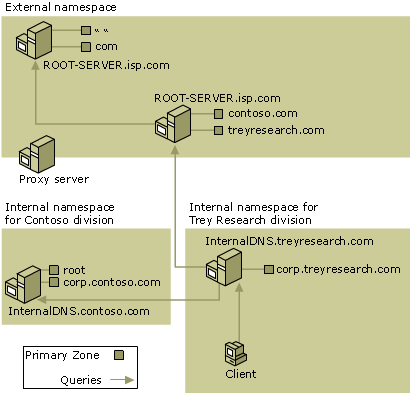 External namespace
“ ”
com
ROOT-SERVER.isp.com
ROOT-SERVER.isp.com
contoso.com
treyresearch.com
Proxy server
Internal namespace
for Contoso division
root
corp.contoso.com
InternalDNS.contoso.com
Internal namespace for
Trey Research division
InternalDNS.treyresearch.com
corp.treyresearch.com
Client
Primary Zone
Queries